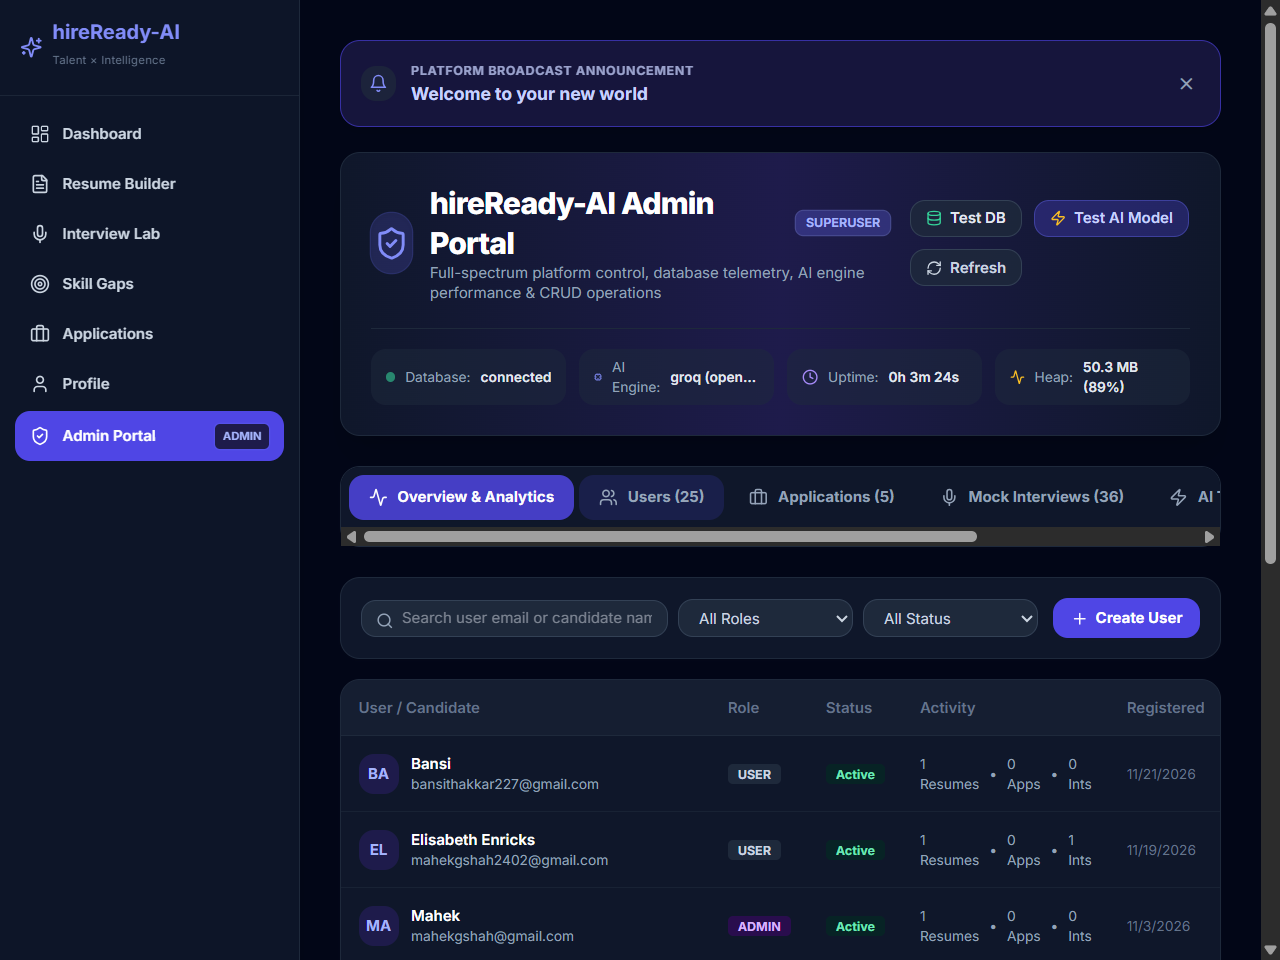 hireReady-AI
Talent × Intelligence
Dashboard
Resume Builder
Interview Lab
Skill Gaps
Applications
Profile
Admin Portal ADMIN
PLATFORM BROADCAST ANNOUNCEMENT
Welcome to your new world
hireReady-AI Admin
Portal
SUPERUSER
Full-spectrum platform control, database telemetry, AI engine
performance & CRUD operations
Test DB
Test AI Model
Refresh
Database: connected
AI
Engine: groq (open...
Uptime: 0h 3m 24s
Heap: 50.3 MB
(89%)
Overview & Analytics
Users (25)
Applications (5)
Mock Interviews (36)
AI
Search user email or candidate nam
All Roles
All Status
Create User
User / Candidate Role Status Activity Registered
BA
Bansi
bansithakkar227@gmail.com
USER
Active
1
Resumes
•
0
Apps
•
0
Ints
11/21/2026
EL
Elisabeth Enricks
mahekgshah2402@gmail.com
USER
Active
1
Resumes
•
0
Apps
•
1
Ints
11/19/2026
MA
Mahek
mahekgshah@gmail.com
ADMIN
Active
1
Resumes
•
0
Apps
•
0
Ints
11/3/2026